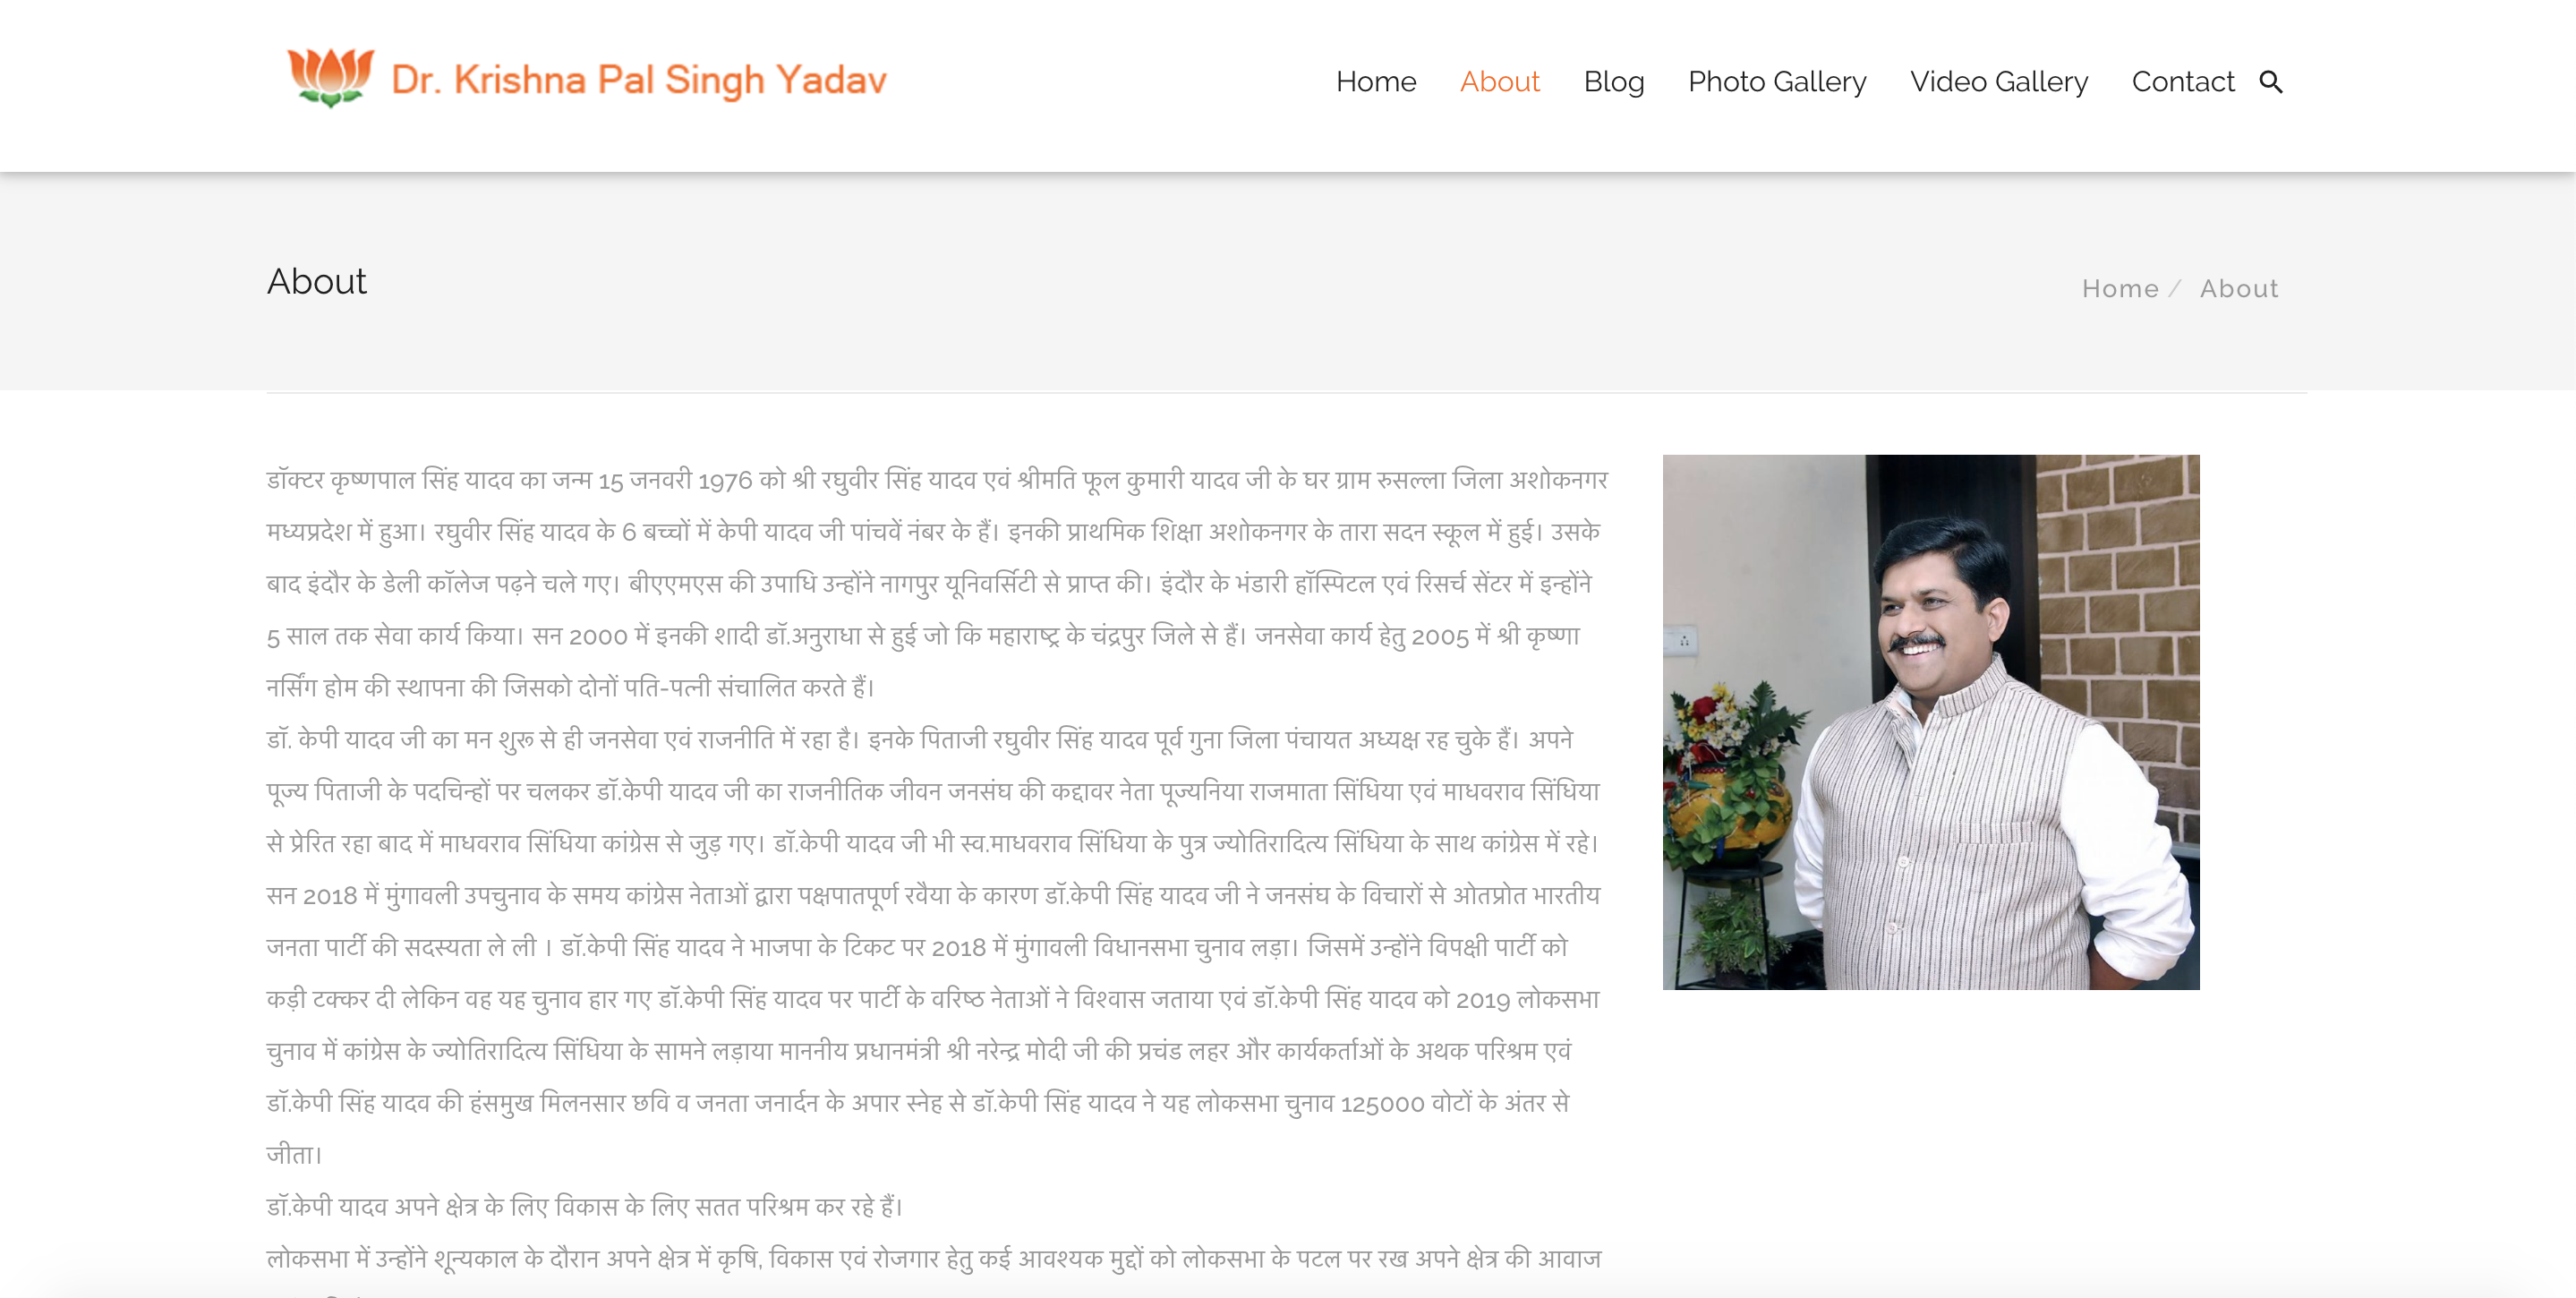 Dr. Krishna Pal Singh Yadav
Home About Blog Photo Gallery Video Gallery Contact
About
Home / About
डॉक्टर कृष्णपाल सिंह यादव का जन्म 15 जनवरी 1976 को श्री रघुवीर सिंह यादव एवं श्रीमति फूल कुमारी यादव जी के घर ग्राम रुसल्ला जिला अशोकनगर
मध्यप्रदेश में हुआ। रघुवीर सिंह यादव के 6 बच्चों में केपी यादव जी पांचवें नंबर के हैं। इनकी प्राथमिक शिक्षा अशोकनगर के तारा सदन स्कूल में हुई। उसके
बाद इंदौर के डेली कॉलेज पढ़ने चले गए। बीएएमएस की उपाधि उन्होंने नागपुर यूनिवर्सिटी से प्राप्त की। इंदौर के भंडारी हॉस्पिटल एवं रिसर्च सेंटर में इन्होंने
5 साल तक सेवा कार्य किया। सन 2000 में इनकी शादी डॉ.अनुराधा से हुई जो कि महाराष्ट्र के चंद्रपुर जिले से हैं। जनसेवा कार्य हेतु 2005 में श्री कृष्णा
नर्सिंग होम की स्थापना की जिसको दोनों पति-पत्नी संचालित करते हैं।
डॉ. केपी यादव जी का मन शुरू से ही जनसेवा एवं राजनीति में रहा है। इनके पिताजी रघुवीर सिंह यादव पूर्व गुना जिला पंचायत अध्यक्ष रह चुके हैं। अपने
पूज्य पिताजी के पदचिन्हों पर चलकर डॉ.केपी यादव जी का राजनीतिक जीवन जनसंघ की कद्दावर नेता पूज्यनिया राजमाता सिंधिया एवं माधवराव सिंधिया
से प्रेरित रहा बाद में माधवराव सिंधिया कांग्रेस से जुड़ गए। डॉ.केपी यादव जी भी स्व.माधवराव सिंधिया के पुत्र ज्योतिरादित्य सिंधिया के साथ कांग्रेस में रहे।
सन 2018 में मुंगावली उपचुनाव के समय कांग्रेस नेताओं द्वारा पक्षपातपूर्ण रवैया के कारण डॉ.केपी सिंह यादव जी ने जनसंघ के विचारों से ओतप्रोत भारतीय
जनता पार्टी की सदस्यता ले ली । डॉ.केपी सिंह यादव ने भाजपा के टिकट पर 2018 में मुंगावली विधानसभा चुनाव लड़ा। जिसमें उन्होंने विपक्षी पार्टी को
कड़ी टक्कर दी लेकिन वह यह चुनाव हार गए डॉ.केपी सिंह यादव पर पार्टी के वरिष्ठ नेताओं ने विश्वास जताया एवं डॉ.केपी सिंह यादव को 2019 लोकसभा
चुनाव में कांग्रेस के ज्योतिरादित्य सिंधिया के सामने लड़ाया माननीय प्रधानमंत्री श्री नरेन्द्र मोदी जी की प्रचंड लहर और कार्यकर्ताओं के अथक परिश्रम एवं
डॉ.केपी सिंह यादव की हंसमुख मिलनसार छवि व जनता जनार्दन के अपार स्नेह से डॉ.केपी सिंह यादव ने यह लोकसभा चुनाव 125000 वोटों के अंतर से
जीता।
डॉ.केपी यादव अपने क्षेत्र के लिए विकास के लिए सतत परिश्रम कर रहे हैं।
लोकसभा में उन्होंने शून्यकाल के दौरान अपने क्षेत्र में कृषि, विकास एवं रोजगार हेतु कई आवश्यक मुद्दों को लोकसभा के पटल पर रख अपने क्षेत्र की आवाज